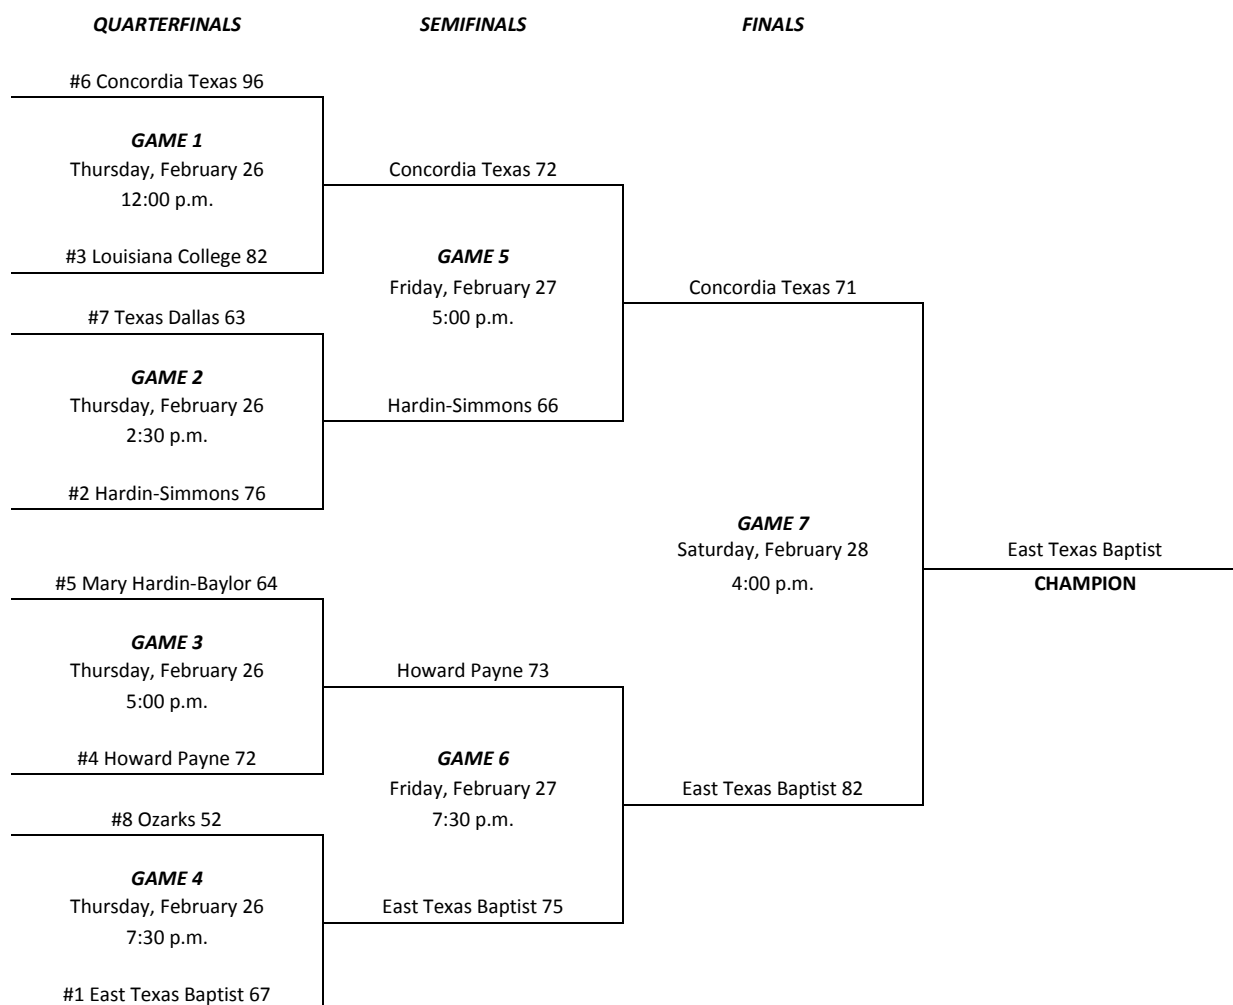 QUARTERFINALS SEMIFINALS FINALS
#6 Concordia Texas 96
GAME 1
Thursday, February 26
12:00 p.m.
#3 Louisiana College 82
#7 Texas Dallas 63
GAME 2
Thursday, February 26
2:30 p.m.
#2 Hardin-Simmons 76
#5 Mary Hardin-Baylor 64
GAME 3
Thursday, February 26
5:00 p.m.
#4 Howard Payne 72
#8 Ozarks 52
GAME 4
Thursday, February 26
7:30 p.m.
#1 East Texas Baptist 67
Concordia Texas 72
GAME 5
Friday, February 27
5:00 p.m.
Hardin-Simmons 66
Howard Payne 73
GAME 6
Friday, February 27
7:30 p.m.
East Texas Baptist 75
Concordia Texas 71
GAME 7
Saturday, February 28
4:00 p.m.
East Texas Baptist 82
East Texas Baptist
CHAMPION